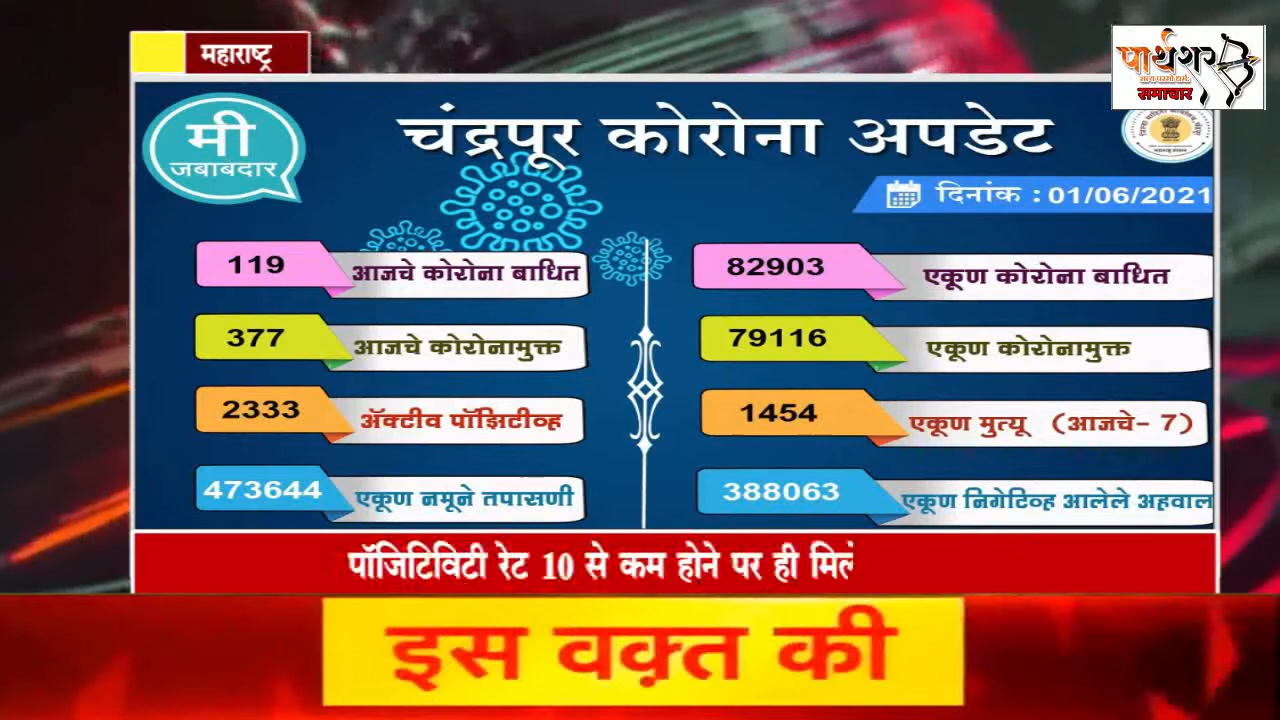 महाराष्ट्र
पार्थशर
समाचार
मी
जबाबदार
चंद्रपूर कोरोना अपडेट
दिनांक : 01/06/2021
119 आजचे कोरोना बाधित
82903 एकूण कोरोना बाधित
377 आजचे कोरोनामुक्त
79116 एकूण कोरोनामुक्त
2333 ॲक्टीव पॉझिटीव्ह
1454 एकूण मुत्यू (आजचे- 7)
473644 एकूण नमूने तपासणी
388063 एकूण निगेटिव्ह आलेले अहवाल
पॉजिटिविटी रेट 10 से कम होने पर ही मिले
इस वक़्त की